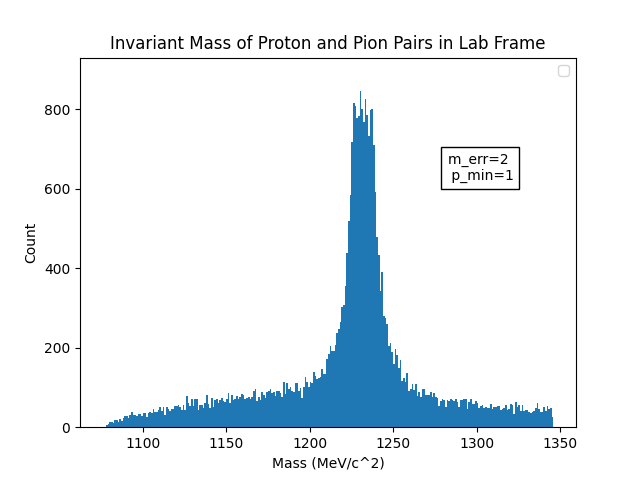 Invariant Mass of Proton and Pion Pairs in Lab Frame
800
600
400
200
0
Count
m_err=2
p_min=1
1100 1150 1200 1250 1300 1350
Mass (MeV/c^2)